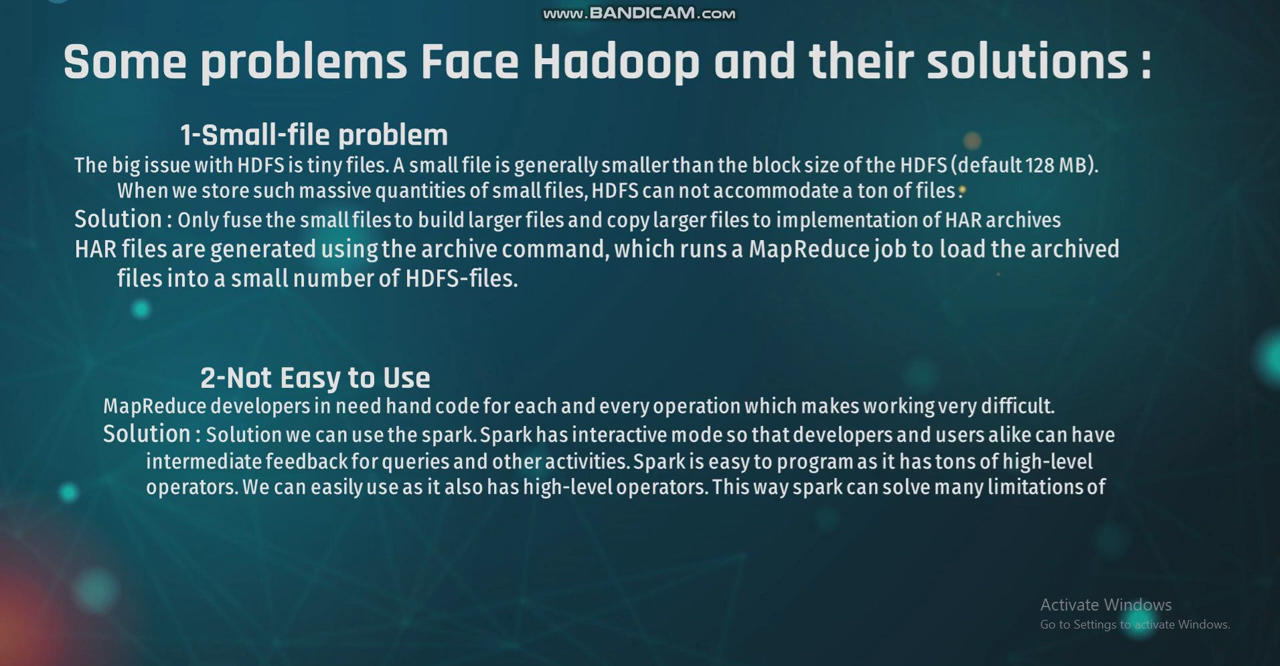 www.BANDICAM.com
Some problems Face Hadoop and their solutions :
1-Small-file problem
The big issue with HDFS is tiny files. A small file is generally smaller than the block size of the HDFS (default 128 MB).
When we store such massive quantities of small files, HDFS can not accommodate a ton of files.
Solution : Only fuse the small files to build larger files and copy larger files to implementation of HAR archives
HAR files are generated using the archive command, which runs a MapReduce job to load the archived
files into a small number of HDFS-files.
2-Not Easy to Use
MapReduce developers in need hand code for each and every operation which makes working very difficult.
Solution : Solution we can use the spark. Spark has interactive mode so that developers and users alike can have
intermediate feedback for queries and other activities. Spark is easy to program as it has tons of high-level
operators. We can easily use as it also has high-level operators. This way spark can solve many limitations of
Activate Windows
Go to Settings to activate Windows.